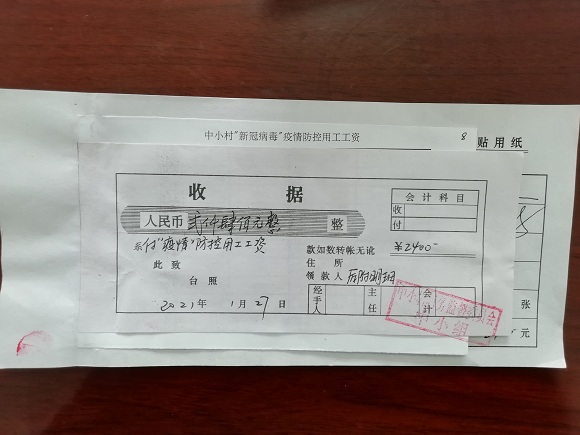 中小村"新冠病毒"疫情防控用工工资
8
贴用纸
收 据
会计科目
收
付
人民币 贰仟肆佰元整 整
系付"疫情"防控用工工资
款如数转帐无讹 ¥2400-
此致
住所
台照
领款人
2021年 1月27日
经手人
主任
会计
中小组
张
元